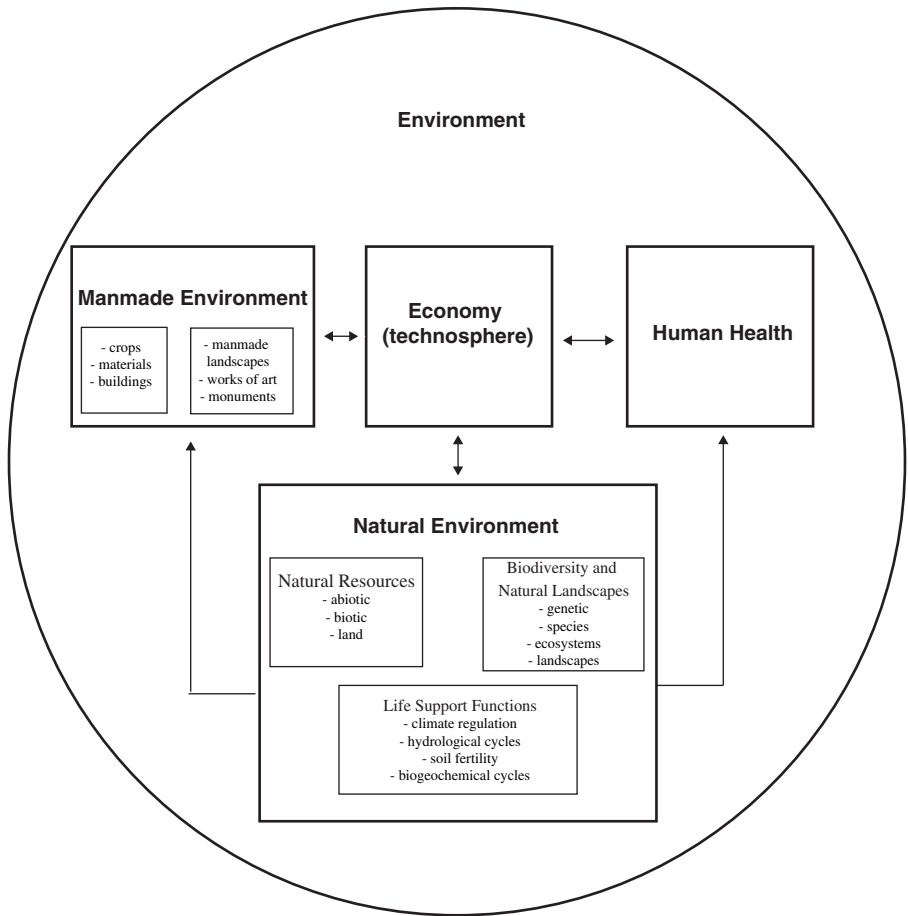 Environment
Manmade Environment
- crops
- materials
- buildings
- manmade
landscapes
- works of art
- monuments
Economy
(technosphere)
Human Health
Natural Environment
Natural Resources
- abiotic
- biotic
- land
Biodiversity and
Natural Landscapes
- genetic
- species
- ecosystems
- landscapes
Life Support Functions
- climate regulation
- hydrological cycles
- soil fertility
- biogeochemical cycles